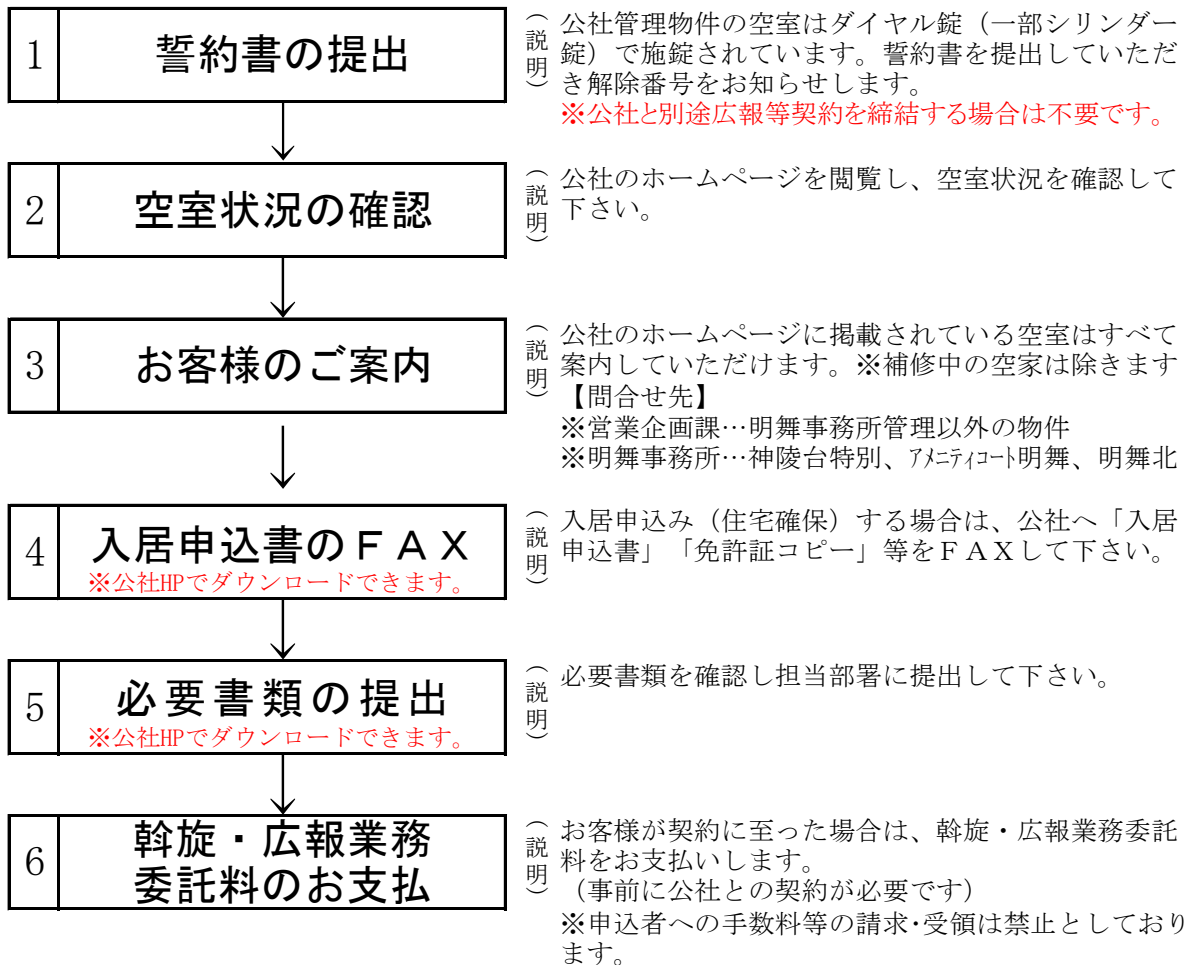 1
誓約書の提出
（説明）
公社管理物件の空室はダイヤル錠（一部シリンダー
錠）で施錠されています。誓約書を提出していただ
き解除番号をお知らせします。
※公社と別途広報等契約を締結する場合は不要です。
2
空室状況の確認
（説明）
公社のホームページを閲覧し、空室状況を確認して
下さい。
3
お客様のご案内
（説明）
公社のホームページに掲載されている空室はすべて
案内していただけます。※補修中の空家は除きます
【問合せ先】
※営業企画課…明舞事務所管理以外の物件
※明舞事務所…神陵台特別、ｱﾒﾆﾃｨｺｰﾄ明舞、明舞北
4
入居申込書のＦＡＸ
※公社HPでダウンロードできます。
（説明）
入居申込み（住宅確保）する場合は、公社へ「入居
申込書」「免許証コピー」等をＦＡＸして下さい。
5
必要書類の提出
※公社HPでダウンロードできます。
（説明）
必要書類を確認し担当部署に提出して下さい。
6
斡旋・広報業務
委託料のお支払
（説明）
お客様が契約に至った場合は、斡旋・広報業務委託
料をお支払いします。
（事前に公社との契約が必要です）
※申込者への手数料等の請求･受領は禁止としており
ます。